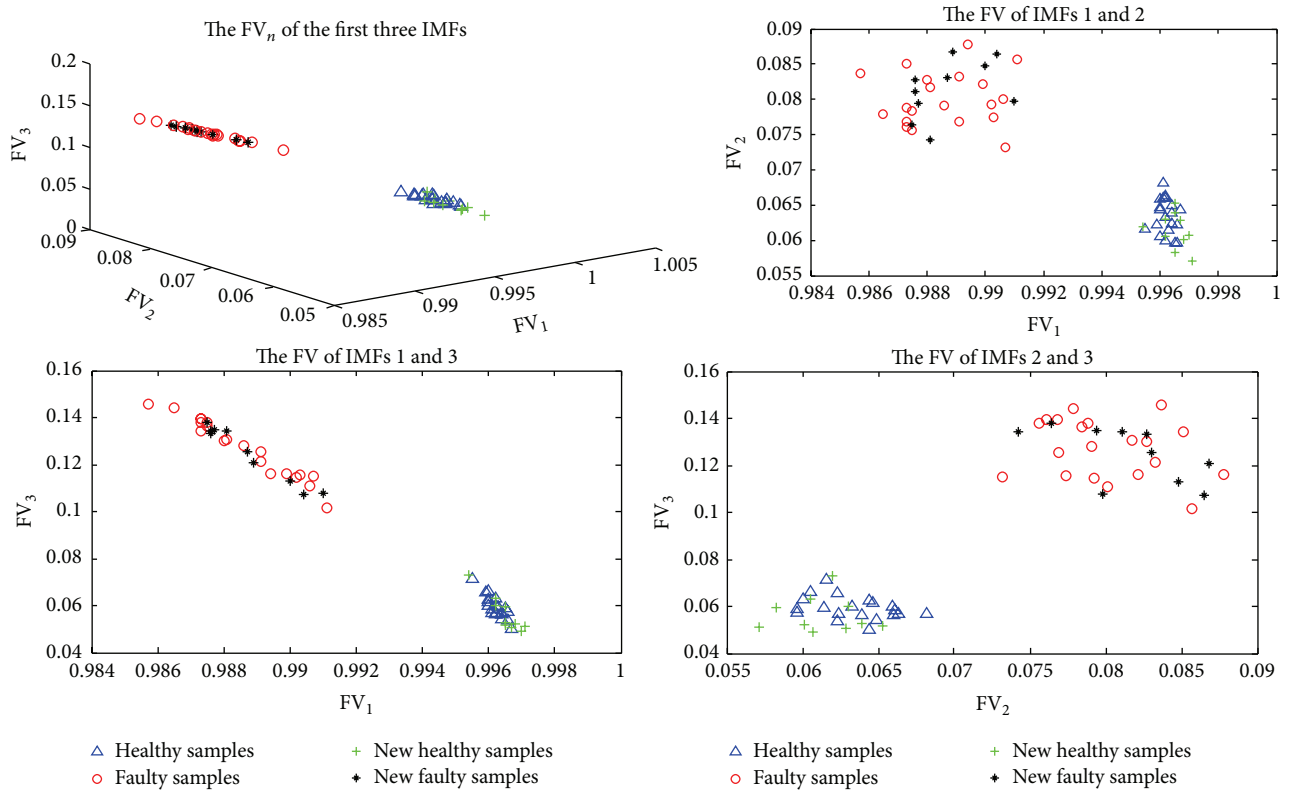 The FVₙ of the first three IMFs
0.2
0.15
0.1
0.05
0
FV₃
0.09
0.08
0.07
0.06
0.05
FV₂
0.985
0.99
0.995
1
1.005
FV₁
The FV of IMFs 1 and 2
0.09
0.085
0.08
0.075
0.07
0.065
0.06
0.055
FV₂
0.984 0.986 0.988 0.99 0.992 0.994 0.996 0.998 1
FV₁
The FV of IMFs 1 and 3
0.16
0.14
0.12
0.1
0.08
0.06
0.04
FV₃
0.984 0.986 0.988 0.99 0.992 0.994 0.996 0.998 1
FV₁
The FV of IMFs 2 and 3
0.16
0.14
0.12
0.1
0.08
0.06
0.04
FV₃
0.055 0.06 0.065 0.07 0.075 0.08 0.085 0.09
FV₂
Healthy samples
Faulty samples
New healthy samples
New faulty samples
Healthy samples
Faulty samples
New healthy samples
New faulty samples